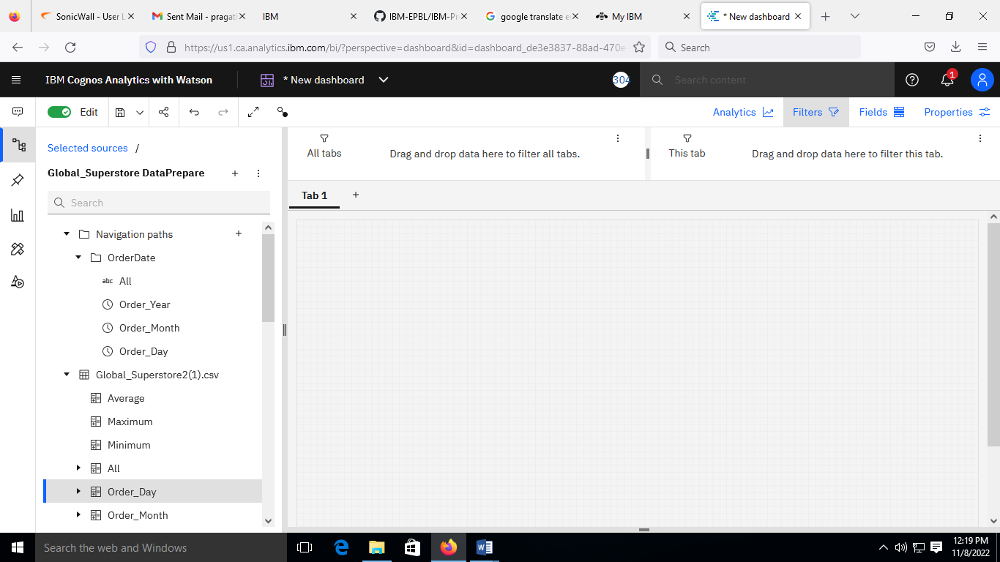 SonicWall - User L
Sent Mail - pragati
IBM
IBM-EPBL/IBM-Pr
google translate e
My IBM
* New dashboard
https://us1.ca.analytics.ibm.com/bi/?perspective=dashboard&id=dashboard_de3e3837-88ad-470e
Search
IBM Cognos Analytics with Watson
* New dashboard
304
Search content
1
Edit
Analytics
Filters
Fields
Properties
Selected sources /
Global_Superstore DataPrepare
Search
Navigation paths
OrderDate
abc All
Order_Year
Order_Month
Order_Day
Global_Superstore2(1).csv
Average
Maximum
Minimum
All
Order_Day
Order_Month
All tabs
Drag and drop data here to filter all tabs.
This tab
Drag and drop data here to filter this tab.
Tab 1
Search the web and Windows
12:19 PM
11/8/2022